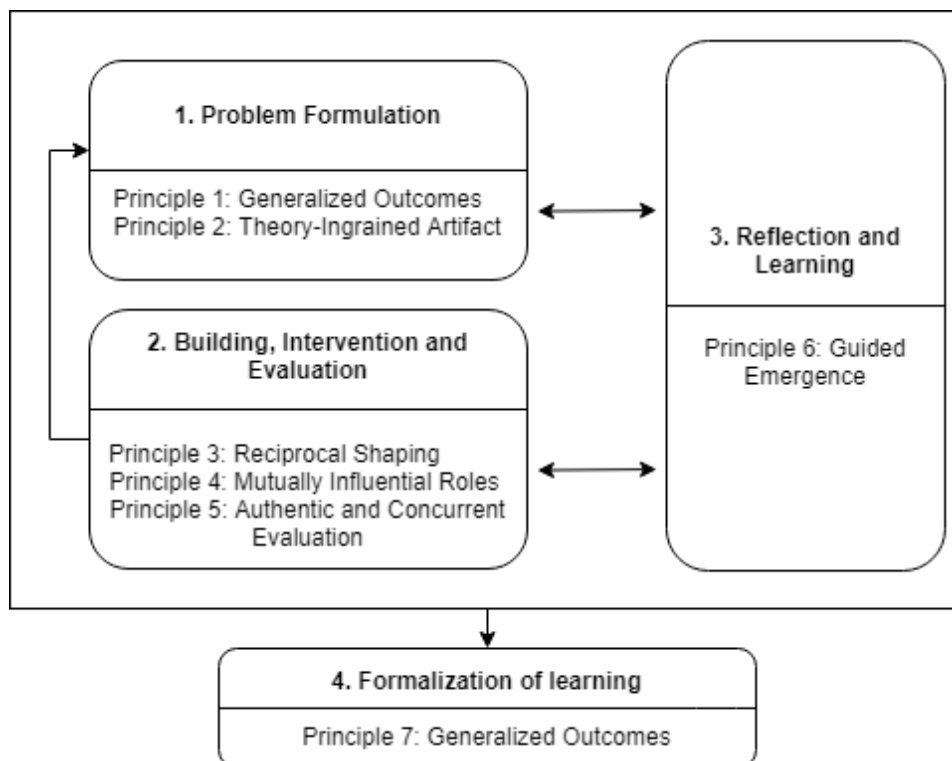 1. Problem Formulation
Principle 1: Generalized Outcomes
Principle 2: Theory-Ingrained Artifact
2. Building, Intervention and
Evaluation
Principle 3: Reciprocal Shaping
Principle 4: Mutually Influential Roles
Principle 5: Authentic and Concurrent
Evaluation
3. Reflection and
Learning
Principle 6: Guided
Emergence
4. Formalization of learning
Principle 7: Generalized Outcomes